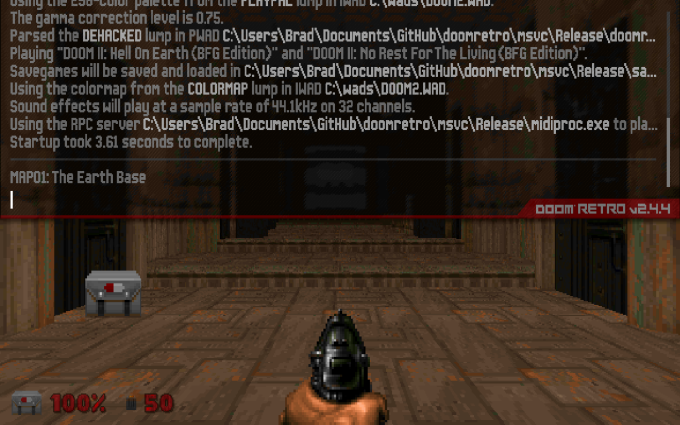 Using the 256-color palette from the PLAYPAL lump in IWAD C:\wads\DOOM2.WAD.
The gamma correction level is 0.75.
Parsed the DEHACKED lump in PWAD C:\Users\Brad\Documents\GitHub\doomretro\msvc\Release\doomr...
Playing "DOOM II: Hell On Earth (BFG Edition)" and "DOOM II: No Rest For The Living (BFG Edition)".
Savegames will be saved and loaded in C:\Users\Brad\Documents\GitHub\doomretro\msvc\Release\sa...
Using the colormap from the COLORMAP lump in IWAD C:\wads\DOOM2.WAD.
Sound effects will play at a sample rate of 44.1kHz on 32 channels.
Using the RPC server C:\Users\Brad\Documents\GitHub\doomretro\msvc\Release\midiproc.exe to pla...
Startup took 3.61 seconds to complete.
MAP01: The Earth Base
DOOM RETRO v2.4.4
100% 50